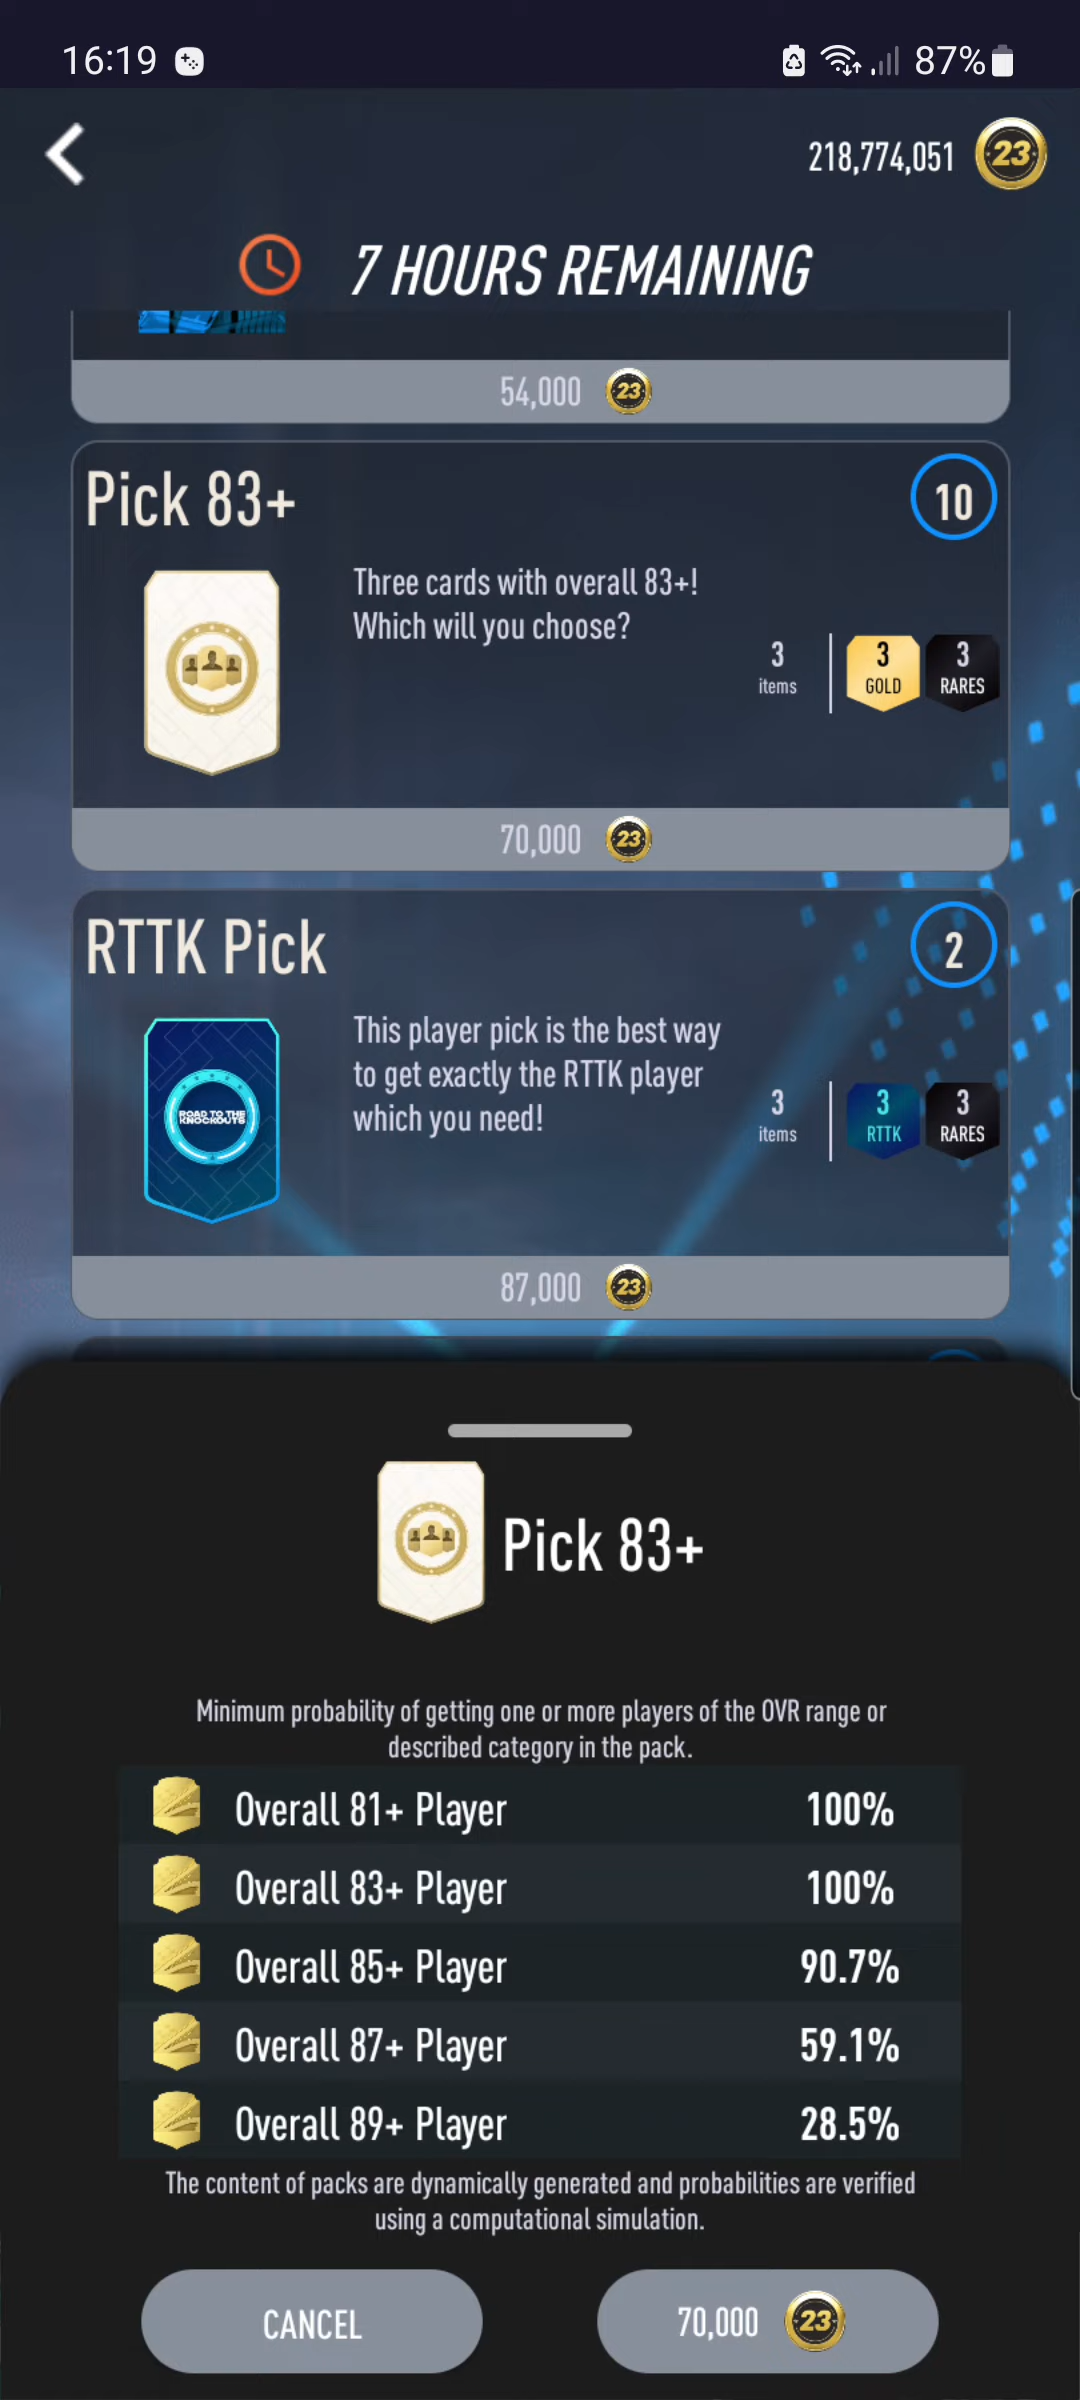 16:19
87%
218,774,051
23
7 HOURS REMAINING
54,000 23
Pick 83+
10
Three cards with overall 83+!
Which will you choose?
3 items
3 GOLD
3 RARES
70,000 23
RTTK Pick
2
This player pick is the best way
to get exactly the RTTK player
which you need!
ROAD TO THE
KNOCKOUTS
3 items
3 RTTK
3 RARES
87,000 23
Pick 83+
Minimum probability of getting one or more players of the OVR range or
described category in the pack.
Overall 81+ Player 100%
Overall 83+ Player 100%
Overall 85+ Player 90.7%
Overall 87+ Player 59.1%
Overall 89+ Player 28.5%
The content of packs are dynamically generated and probabilities are verified
using a computational simulation.
CANCEL
70,000 23